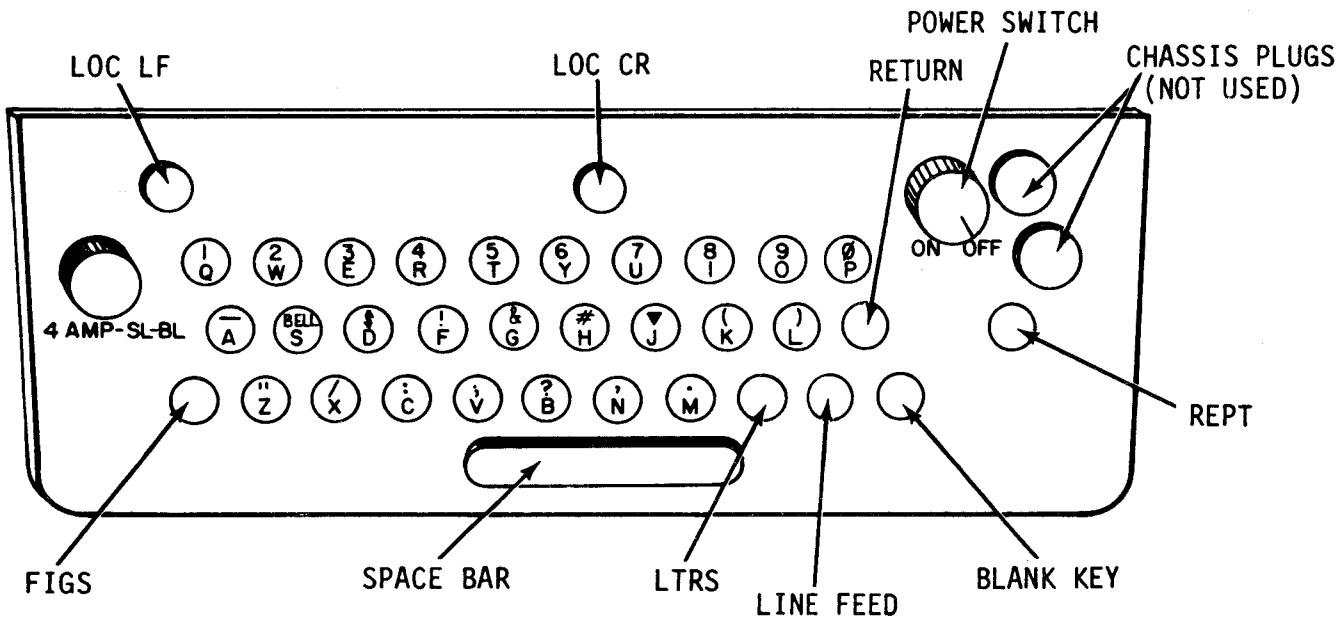 POWER SWITCH
CHASSIS PLUGS
(NOT USED)
LOC LF
LOC CR
RETURN
ON OFF
1 2 3 4 5 6 7 8 9 Ø
Q W E R T Y U I O P
4 AMP-SL-BL
— BELL $ ! & # ▼ ( )
A S D F G H J K L
" / : ; ? , .
Z X C V B N M
REPT
FIGS
SPACE BAR
LTRS
LINE FEED
BLANK KEY